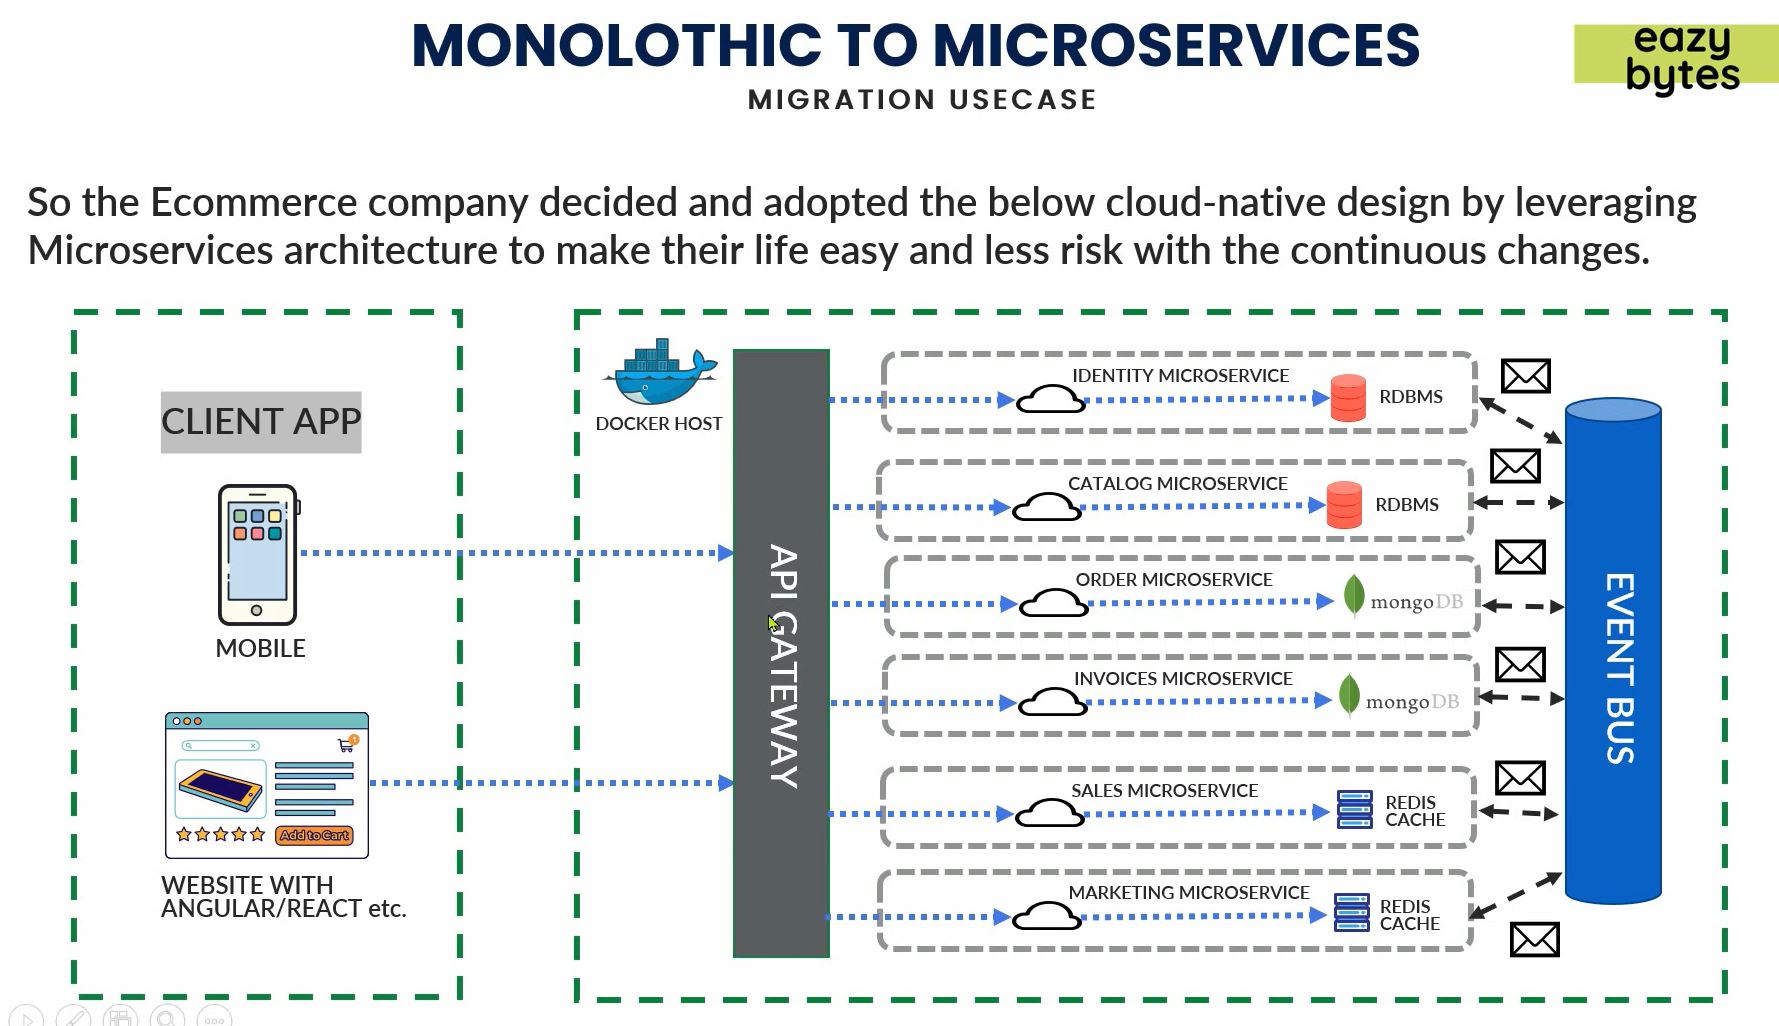 MONOLOTHIC TO MICROSERVICES
MIGRATION USECASE
eazy
bytes
So the Ecommerce company decided and adopted the below cloud-native design by leveraging
Microservices architecture to make their life easy and less risk with the continuous changes.
CLIENT APP
MOBILE
Add to Cart
1
WEBSITE WITH
ANGULAR/REACT etc.
DOCKER HOST
API GATEWAY
IDENTITY MICROSERVICE
RDBMS
CATALOG MICROSERVICE
RDBMS
ORDER MICROSERVICE
mongoDB
INVOICES MICROSERVICE
mongoDB
SALES MICROSERVICE
REDIS
CACHE
MARKETING MICROSERVICE
REDIS
CACHE
EVENT BUS